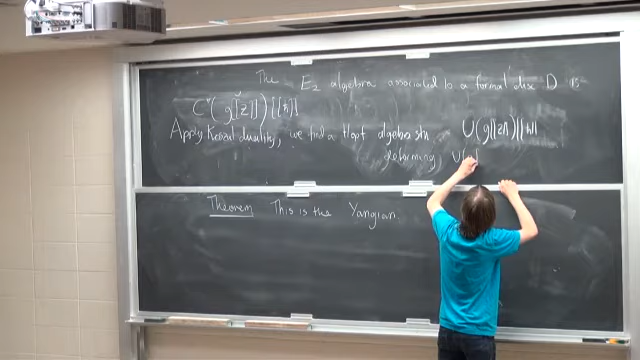 The E₂ algebra associated to a formal disc D is
C*(g[[z]])[[ħ]]
Apply Koszul duality, we find a Hopf algebra str. on U(g[[z]])[[ħ]]
deforming U(
Theorem This is the Yangian.